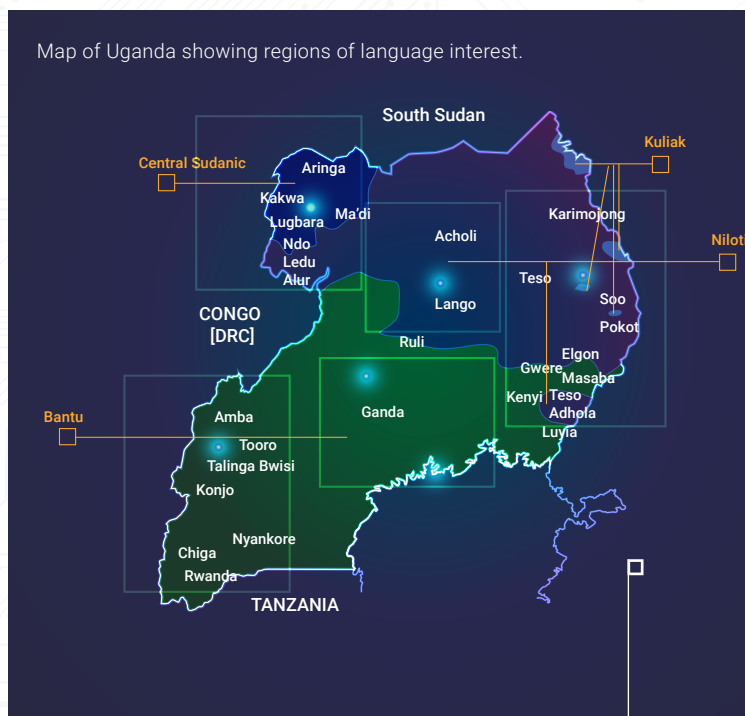 Map of Uganda showing regions of language interest.
South Sudan
Kuliak
Central Sudanic
Aringa
Kakwa
Ma'di
Lugbara
Karimojong
Acholi
Ndo
Niloti
Ledu
Teso
Alur
Soo
Lango
CONGO
[DRC]
Pokot
Ruli
Elgon
Gwere
Masaba
Kenyi
Teso
Bantu
Amba
Ganda
Adhola
Luyia
Tooro
Talinga Bwisi
Konjo
Nyankore
Chiga
Rwanda
TANZANIA